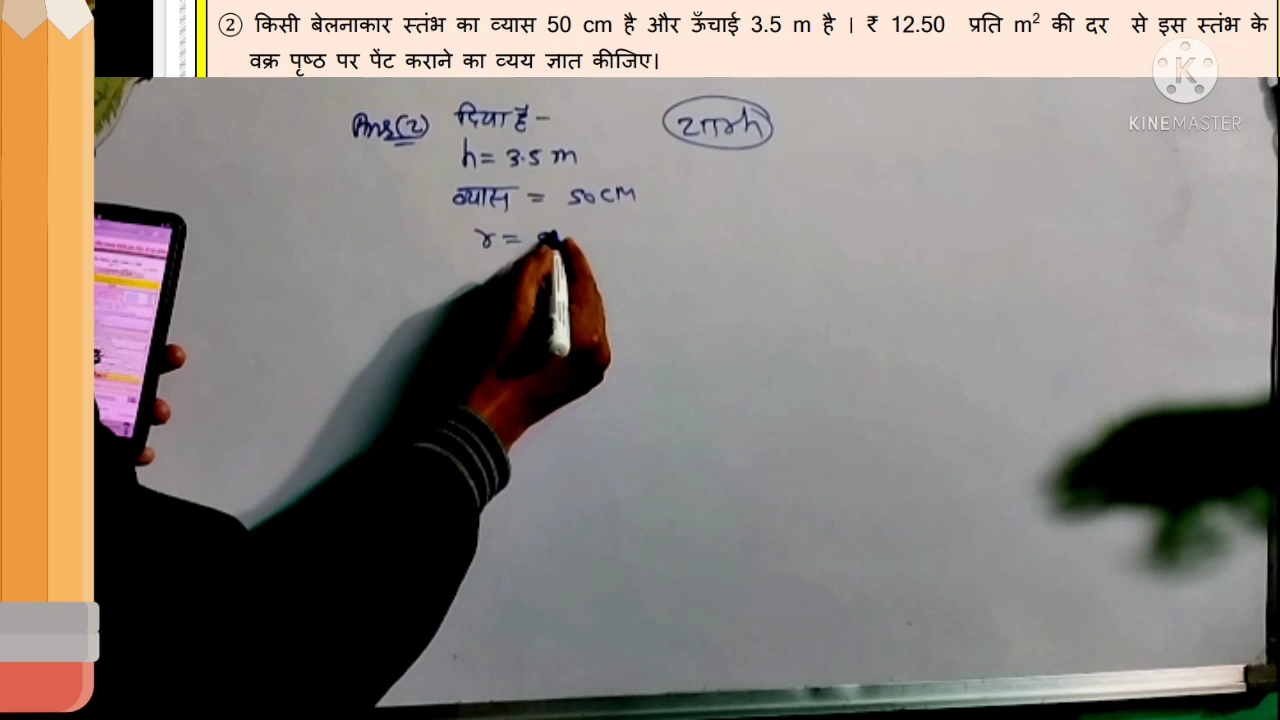 ② किसी बेलनाकार स्तंभ का व्यास 50 cm है और ऊँचाई 3.5 m है । ₹ 12.50 प्रति m² की दर से इस स्तंभ के
वक्र पृष्ठ पर पेंट कराने का व्यय ज्ञात कीजिए।
K
KINEMASTER
Ans(2) दिया है – 2πrh
h = 3.5 m
व्यास = 50 CM
r =